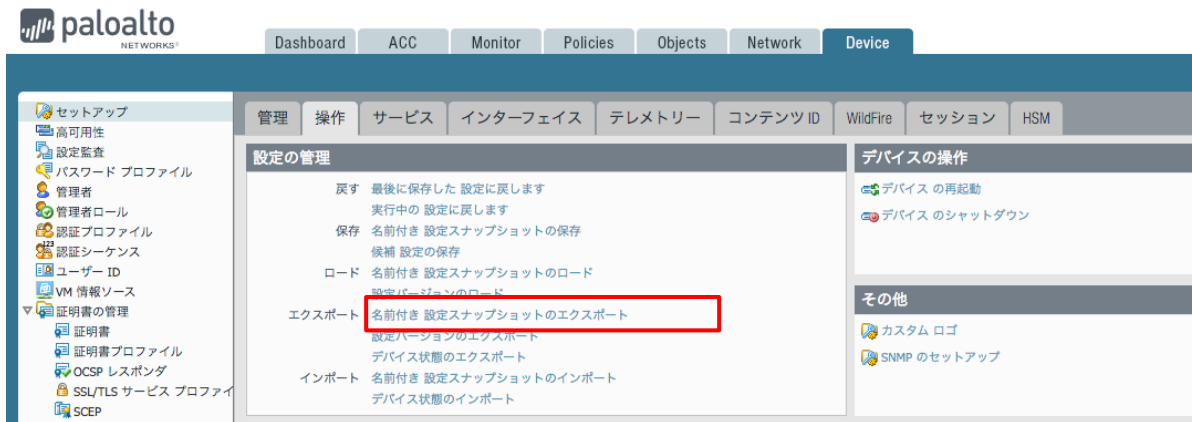 paloalto
NETWORKS®
Dashboard ACC Monitor Policies Objects Network Device
セットアップ
高可用性
設定監査
パスワード プロファイル
管理者
管理者ロール
認証プロファイル
認証シーケンス
ユーザー ID
VM 情報ソース
証明書の管理
証明書
証明書プロファイル
OCSP レスポンダ
SSL/TLS サービス プロファイ
SCEP
管理 操作 サービス インターフェイス テレメトリー コンテンツ ID WildFire セッション HSM
設定の管理
戻す 最後に保存した 設定に戻します
実行中の 設定に戻します
保存 名前付き 設定スナップショットの保存
候補 設定の保存
ロード 名前付き 設定スナップショットのロード
設定バージョンのロード
エクスポート 名前付き 設定スナップショットのエクスポート
設定バージョンのエクスポート
デバイス状態のエクスポート
インポート 名前付き 設定スナップショットのインポート
デバイス状態のインポート
デバイスの操作
デバイス の再起動
デバイス のシャットダウン
その他
カスタム ロゴ
SNMP のセットアップ